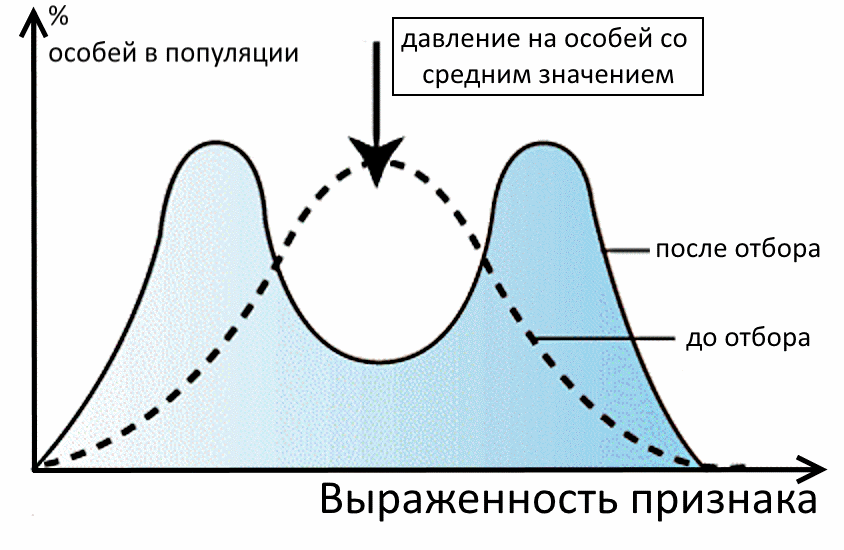 %
особей в популяции
давление на особей со
средним значением
после отбора
до отбора
Выраженность признака